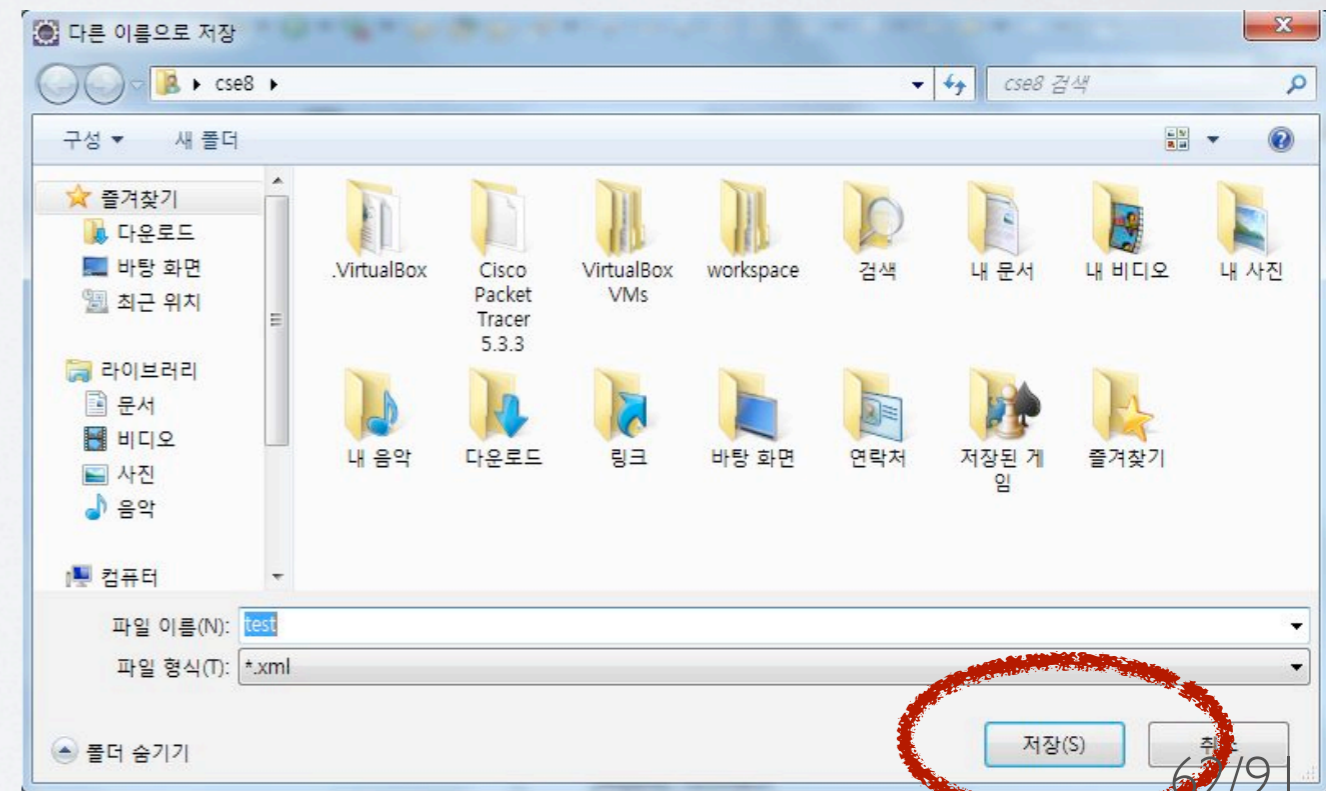 다른 이름으로 저장
cse8
cse8 검색
구성
새 폴더
즐겨찾기
다운로드
바탕 화면
최근 위치
라이브러리
문서
비디오
사진
음악
컴퓨터
.VirtualBox
Cisco
Packet
Tracer
5.3.3
VirtualBox
VMs
workspace
검색
내 문서
내 비디오
내 사진
내 음악
다운로드
링크
바탕 화면
연락처
저장된 게
임
즐겨찾기
파일 이름(N):
test
파일 형식(T):
*.xml
폴더 숨기기
저장(S)